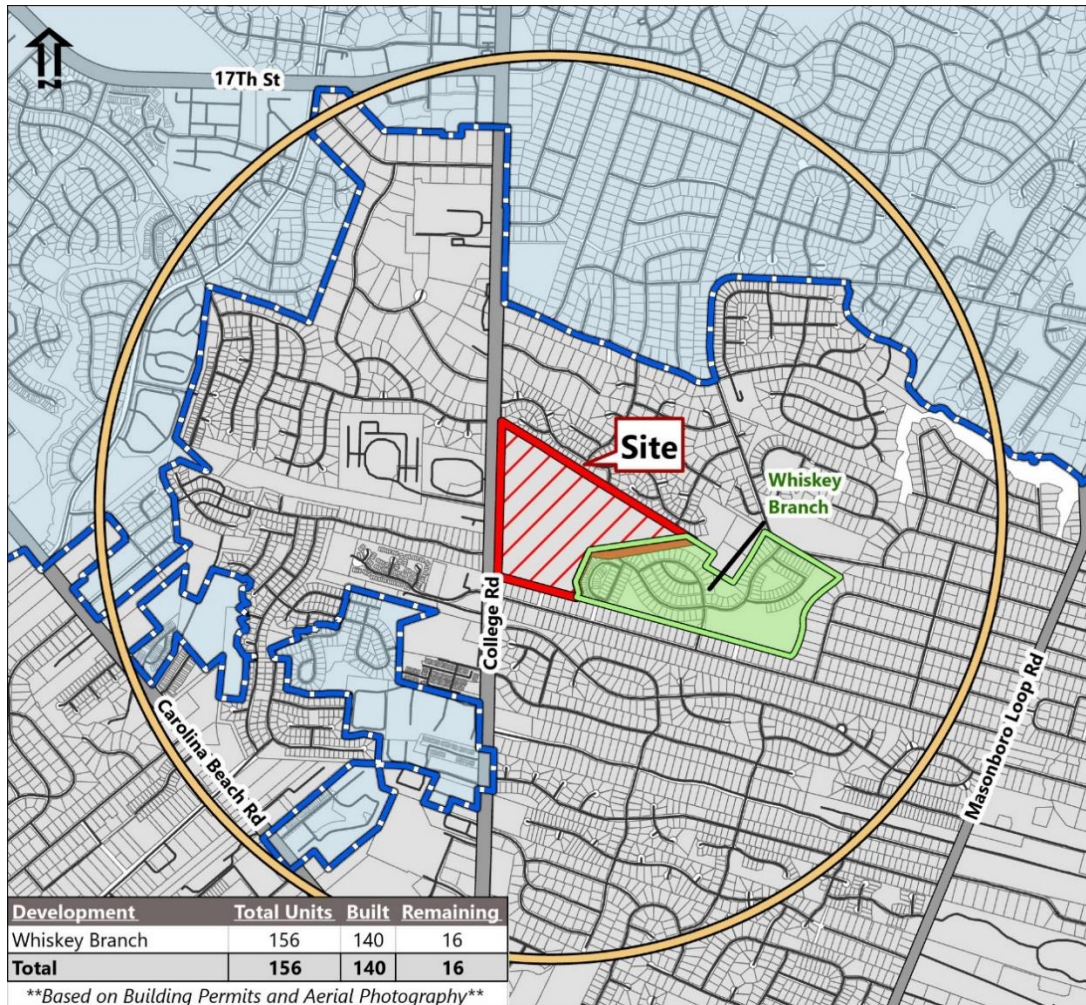 N
17Th St
Site
Whiskey
Branch
College Rd
Carolina Beach Rd
Masonboro Loop Rd
Development Total Units Built Remaining
Whiskey Branch 156 140 16
Total 156 140 16
**Based on Building Permits and Aerial Photography**